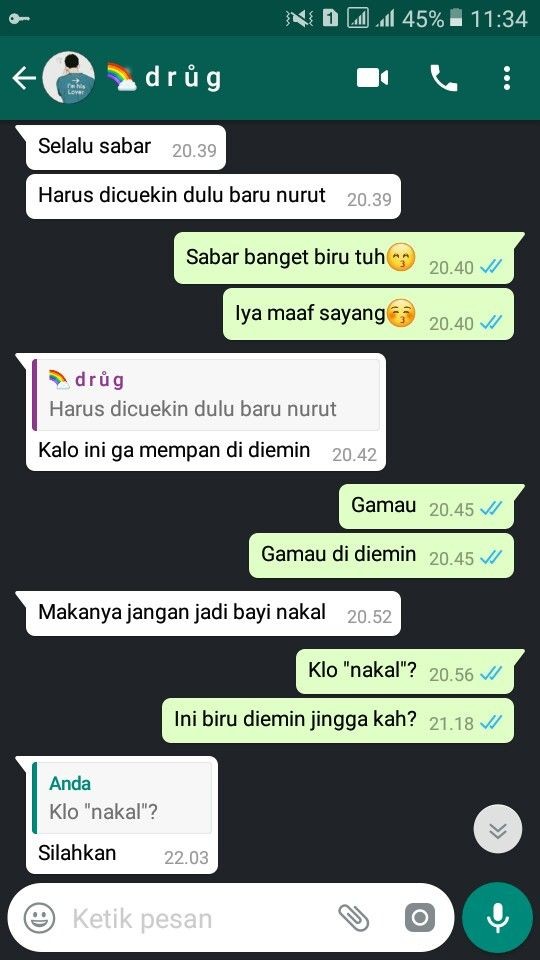 1 45% 11:34
I'm his
Lover
d r ů g
Selalu sabar 20.39
Harus dicuekin dulu baru nurut 20.39
Sabar banget biru tuh😙 20.40
Iya maaf sayang😚 20.40
🌈 d r ů g
Harus dicuekin dulu baru nurut
Kalo ini ga mempan di diemin 20.42
Gamau 20.45
Gamau di diemin 20.45
Makanya jangan jadi bayi nakal 20.52
Klo "nakal"? 20.56
Ini biru diemin jingga kah? 21.18
Anda
Klo "nakal"?
Silahkan 22.03
Ketik pesan